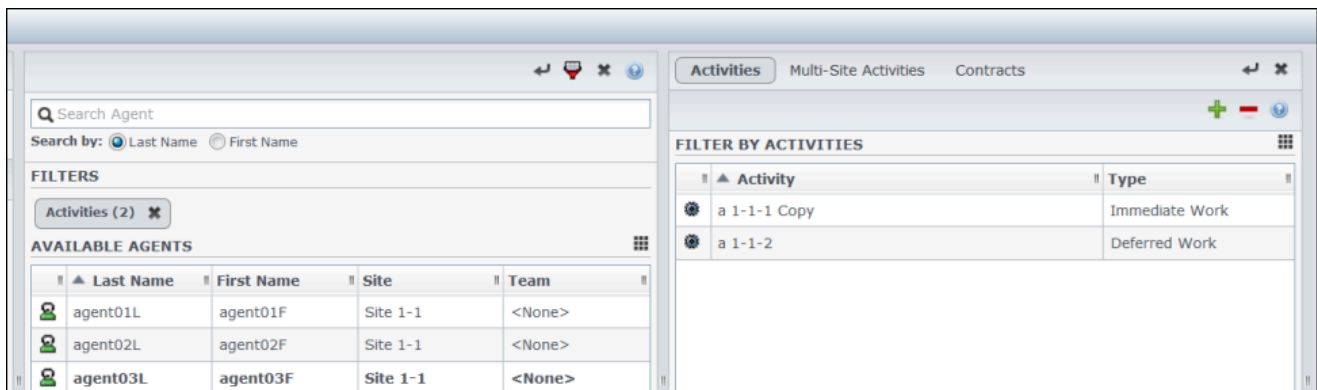 Search Agent
Search by: Last Name First Name
FILTERS
Activities (2)
AVAILABLE AGENTS
Last Name First Name Site Team
agent01L agent01F Site 1-1 <None>
agent02L agent02F Site 1-1 <None>
agent03L agent03F Site 1-1 <None>
Activities Multi-Site Activities Contracts
FILTER BY ACTIVITIES
Activity Type
a 1-1-1 Copy Immediate Work
a 1-1-2 Deferred Work